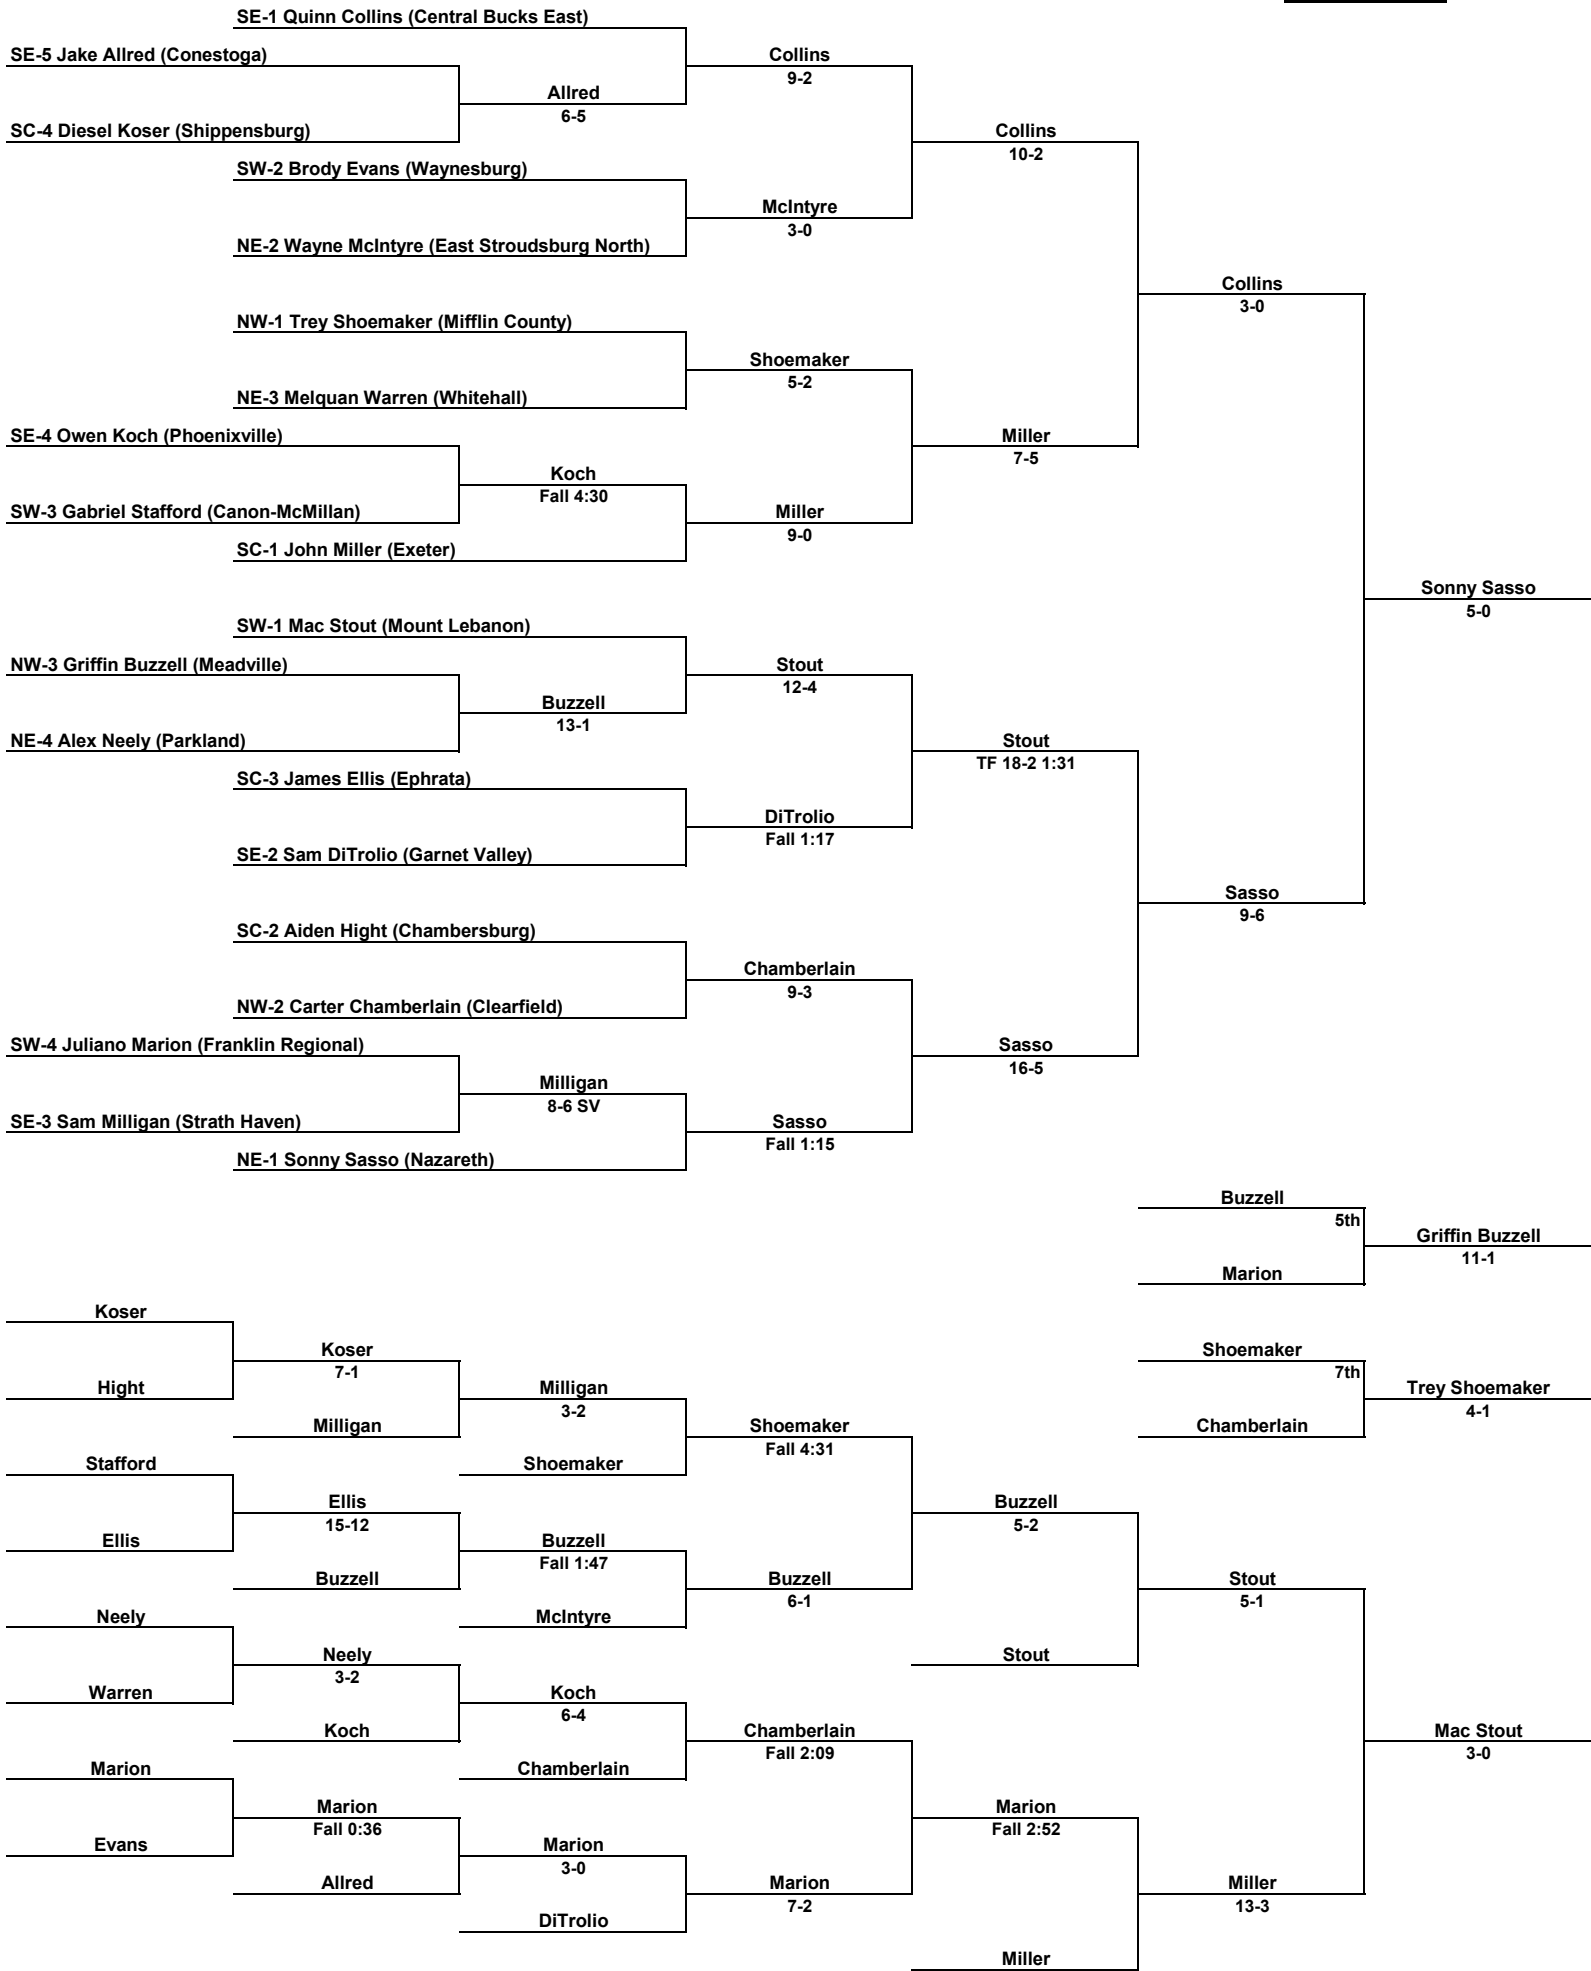 SE-1 Quinn Collins (Central Bucks East)
SE-5 Jake Allred (Conestoga)
Collins
9-2
Allred
6-5
SC-4 Diesel Koser (Shippensburg)
Collins
10-2
SW-2 Brody Evans (Waynesburg)
McIntyre
3-0
NE-2 Wayne McIntyre (East Stroudsburg North)
Collins
3-0
NW-1 Trey Shoemaker (Mifflin County)
Shoemaker
5-2
NE-3 Melquan Warren (Whitehall)
SE-4 Owen Koch (Phoenixville)
Miller
7-5
Koch
Fall 4:30
SW-3 Gabriel Stafford (Canon-McMillan)
Miller
9-0
SC-1 John Miller (Exeter)
Sonny Sasso
5-0
SW-1 Mac Stout (Mount Lebanon)
NW-3 Griffin Buzzell (Meadville)
Stout
12-4
Buzzell
13-1
NE-4 Alex Neely (Parkland)
Stout
TF 18-2 1:31
SC-3 James Ellis (Ephrata)
DiTrolio
Fall 1:17
SE-2 Sam DiTrolio (Garnet Valley)
Sasso
9-6
SC-2 Aiden Hight (Chambersburg)
Chamberlain
9-3
NW-2 Carter Chamberlain (Clearfield)
SW-4 Juliano Marion (Franklin Regional)
Sasso
16-5
Milligan
8-6 SV
SE-3 Sam Milligan (Strath Haven)
Sasso
Fall 1:15
NE-1 Sonny Sasso (Nazareth)
Buzzell
5th
Griffin Buzzell
11-1
Marion
Koser
Koser
7-1
Shoemaker
7th
Hight
Milligan
3-2
Trey Shoemaker
4-1
Milligan
Shoemaker
Fall 4:31
Chamberlain
Stafford
Shoemaker
Ellis
15-12
Buzzell
5-2
Ellis
Buzzell
Fall 1:47
Buzzell
Buzzell
6-1
Stout
5-1
Neely
McIntyre
Neely
3-2
Stout
Warren
Koch
6-4
Koch
Chamberlain
Fall 2:09
Mac Stout
3-0
Marion
Chamberlain
Marion
Fall 0:36
Marion
Fall 2:52
Evans
Marion
3-0
Allred
Marion
7-2
Miller
13-3
DiTrolio
Miller